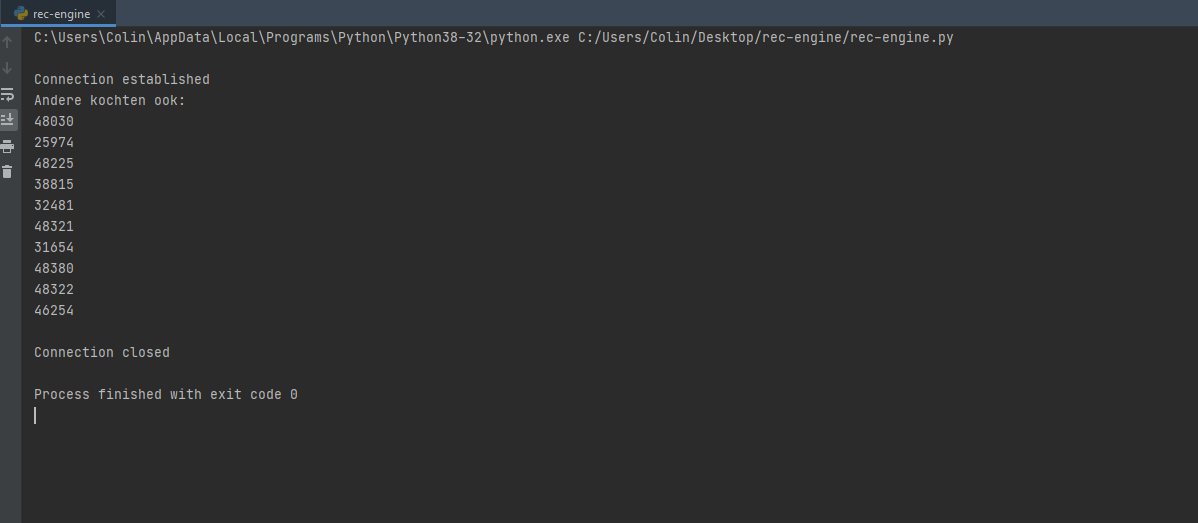 rec-engine
C:\Users\Colin\AppData\Local\Programs\Python\Python38-32\python.exe C:/Users/Colin/Desktop/rec-engine/rec-engine.py
Connection established
Andere kochten ook:
48030
25974
48225
38815
32481
48321
31654
48380
48322
46254
Connection closed
Process finished with exit code 0